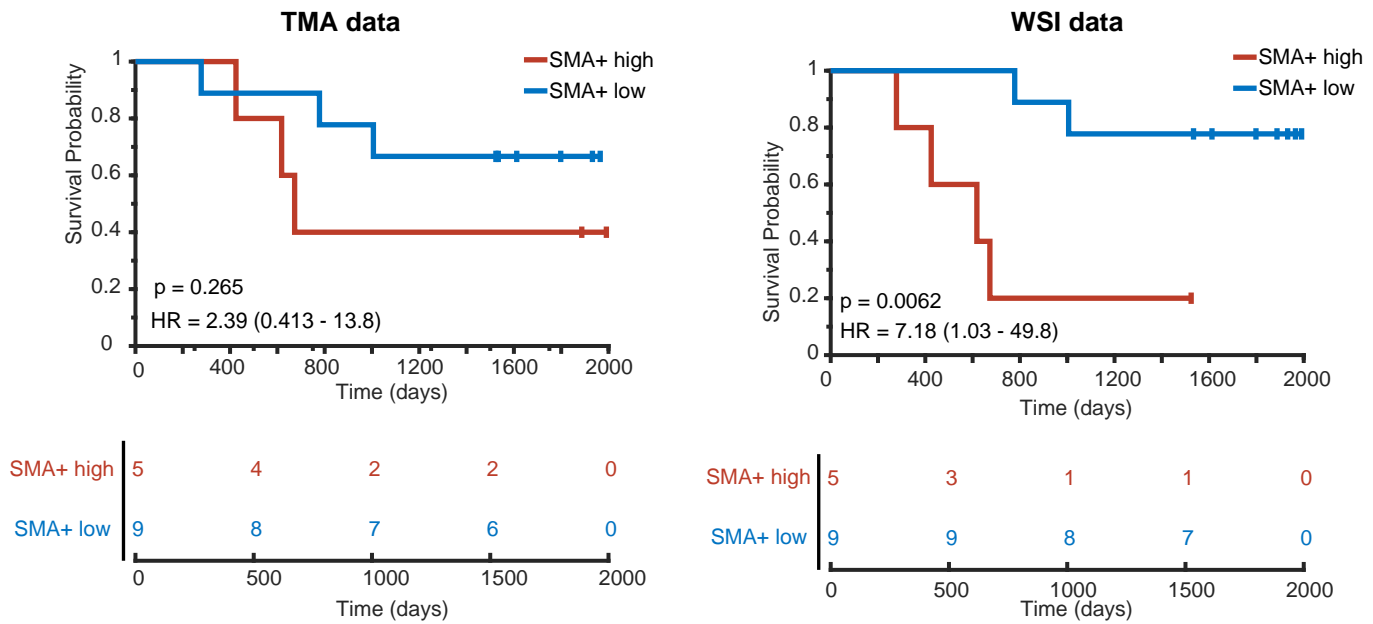 TMA data
SMA+ high
SMA+ low
Survival Probability
1
0.8
0.6
0.4
0.2
0
p = 0.265
HR = 2.39 (0.413 - 13.8)
0 400 800 1200 1600 2000
Time (days)
SMA+ high 5 4 2 2 0
SMA+ low 9 8 7 6 0
0 500 1000 1500 2000
Time (days)
WSI data
SMA+ high
SMA+ low
Survival Probability
1
0.8
0.6
0.4
0.2
0
p = 0.0062
HR = 7.18 (1.03 - 49.8)
0 400 800 1200 1600 2000
Time (days)
SMA+ high 5 3 1 1 0
SMA+ low 9 9 8 7 0
0 500 1000 1500 2000
Time (days)